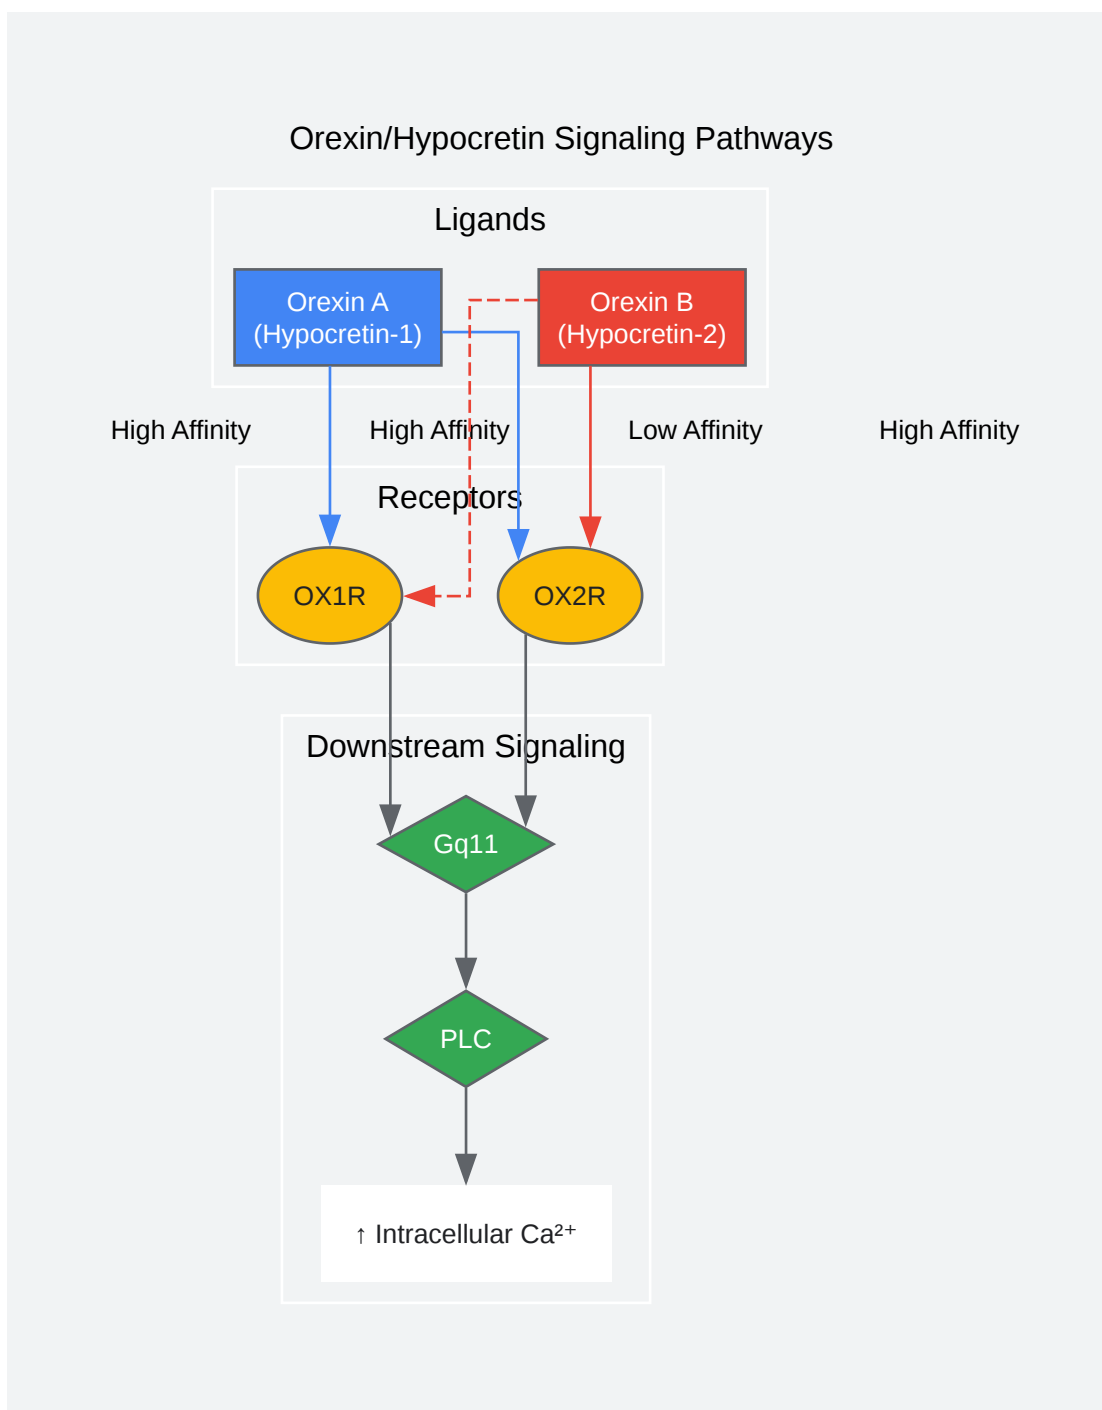 Orexin/Hypocretin Signaling Pathways
Ligands
Orexin A
(Hypocretin-1)
Orexin B
(Hypocretin-2)
High Affinity
High Affinity
Low Affinity
High Affinity
Receptors
OX1R
OX2R
Downstream Signaling
Gq11
PLC
↑ Intracellular Ca²⁺